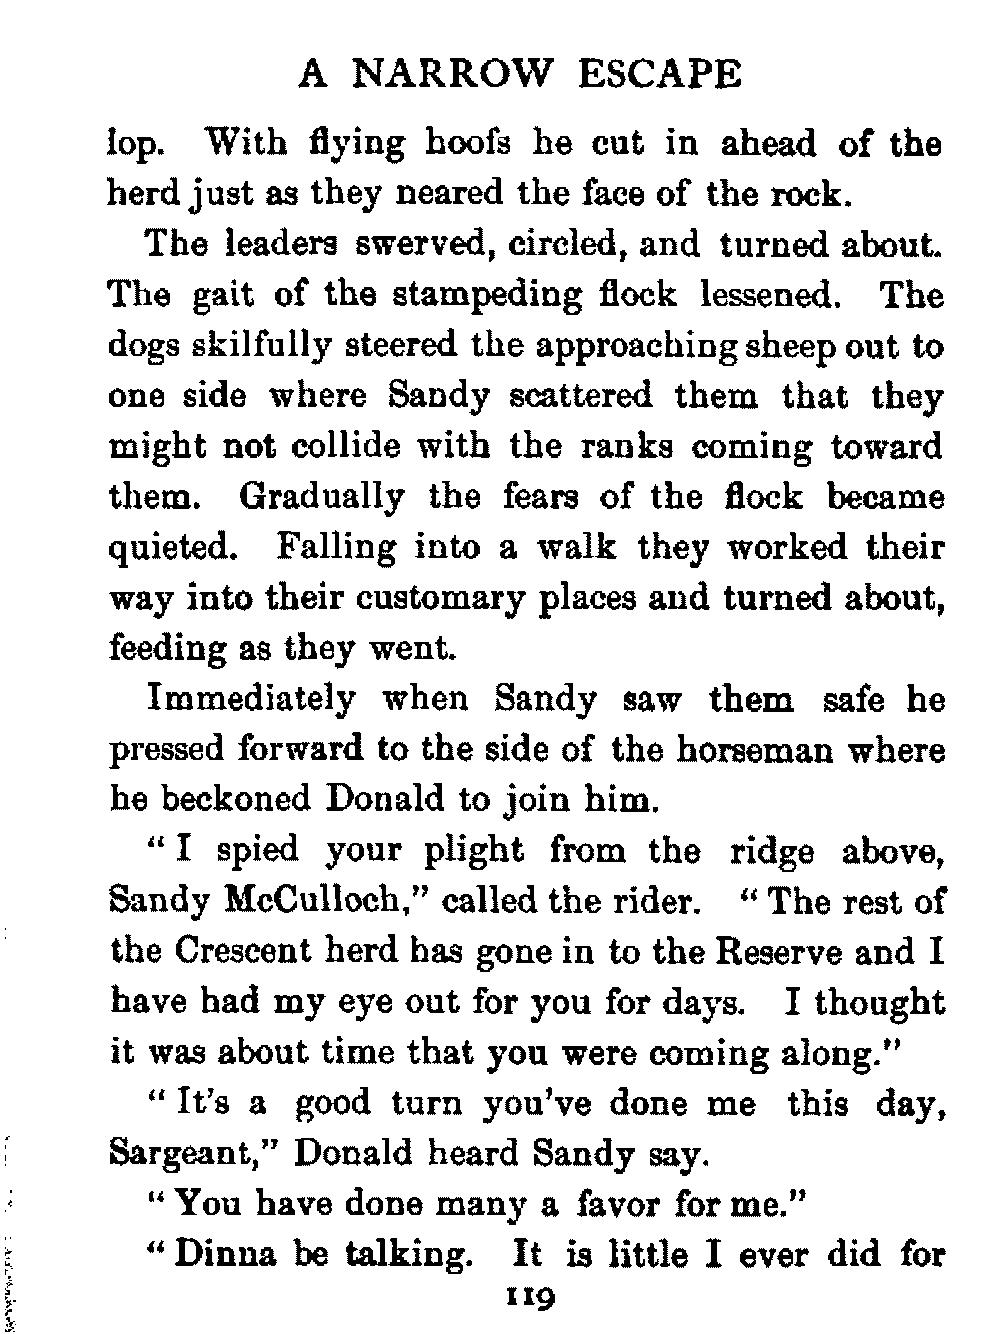 A NARROW ESCAPE
lop. With flying hoofs he cut in ahead of the
herd just as they neared the face of the rock.
The leaders swerved, circled, and turned about.
The gait of the stampeding flock lessened. The
dogs skilfully steered the approaching sheep out to
one side where Sandy scattered them that they
might not collide with the ranks coming toward
them. Gradually the fears of the flock became
quieted. Falling into a walk they worked their
way into their customary places and turned about,
feeding as they went.
Immediately when Sandy saw them safe he
pressed forward to the side of the horseman where
he beckoned Donald to join him.
“ I spied your plight from the ridge above,
Sandy McCulloch,” called the rider. “ The rest of
the Crescent herd has gone in to the Reserve and I
have had my eye out for you for days. I thought
it was about time that you were coming along.”
“ It's a good turn you've done me this day,
Sargeant,” Donald heard Sandy say.
“ You have done many a favor for me.”
“ Dinna be talking. It is little I ever did for
119